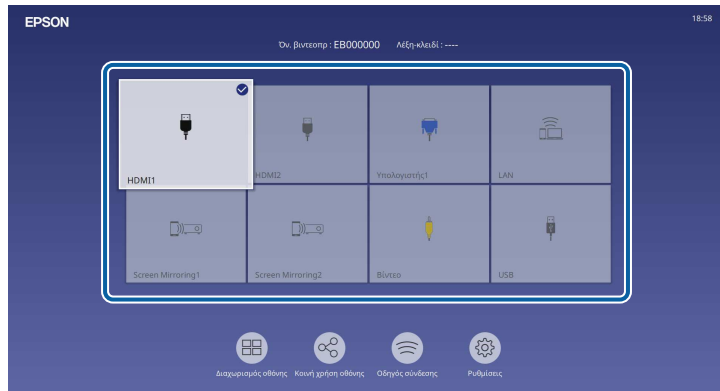 EPSON
18:58
Όν. βιντεοπρ : EB000000 Λέξη-κλειδί : ----
HDMI1
HDMI2
Υπολογιστής1
LAN
Screen Mirroring1
Screen Mirroring2
Βίντεο
USB
Διαχωρισμός οθόνης
Κοινή χρήση οθόνης
Οδηγός σύνδεσης
Ρυθμίσεις